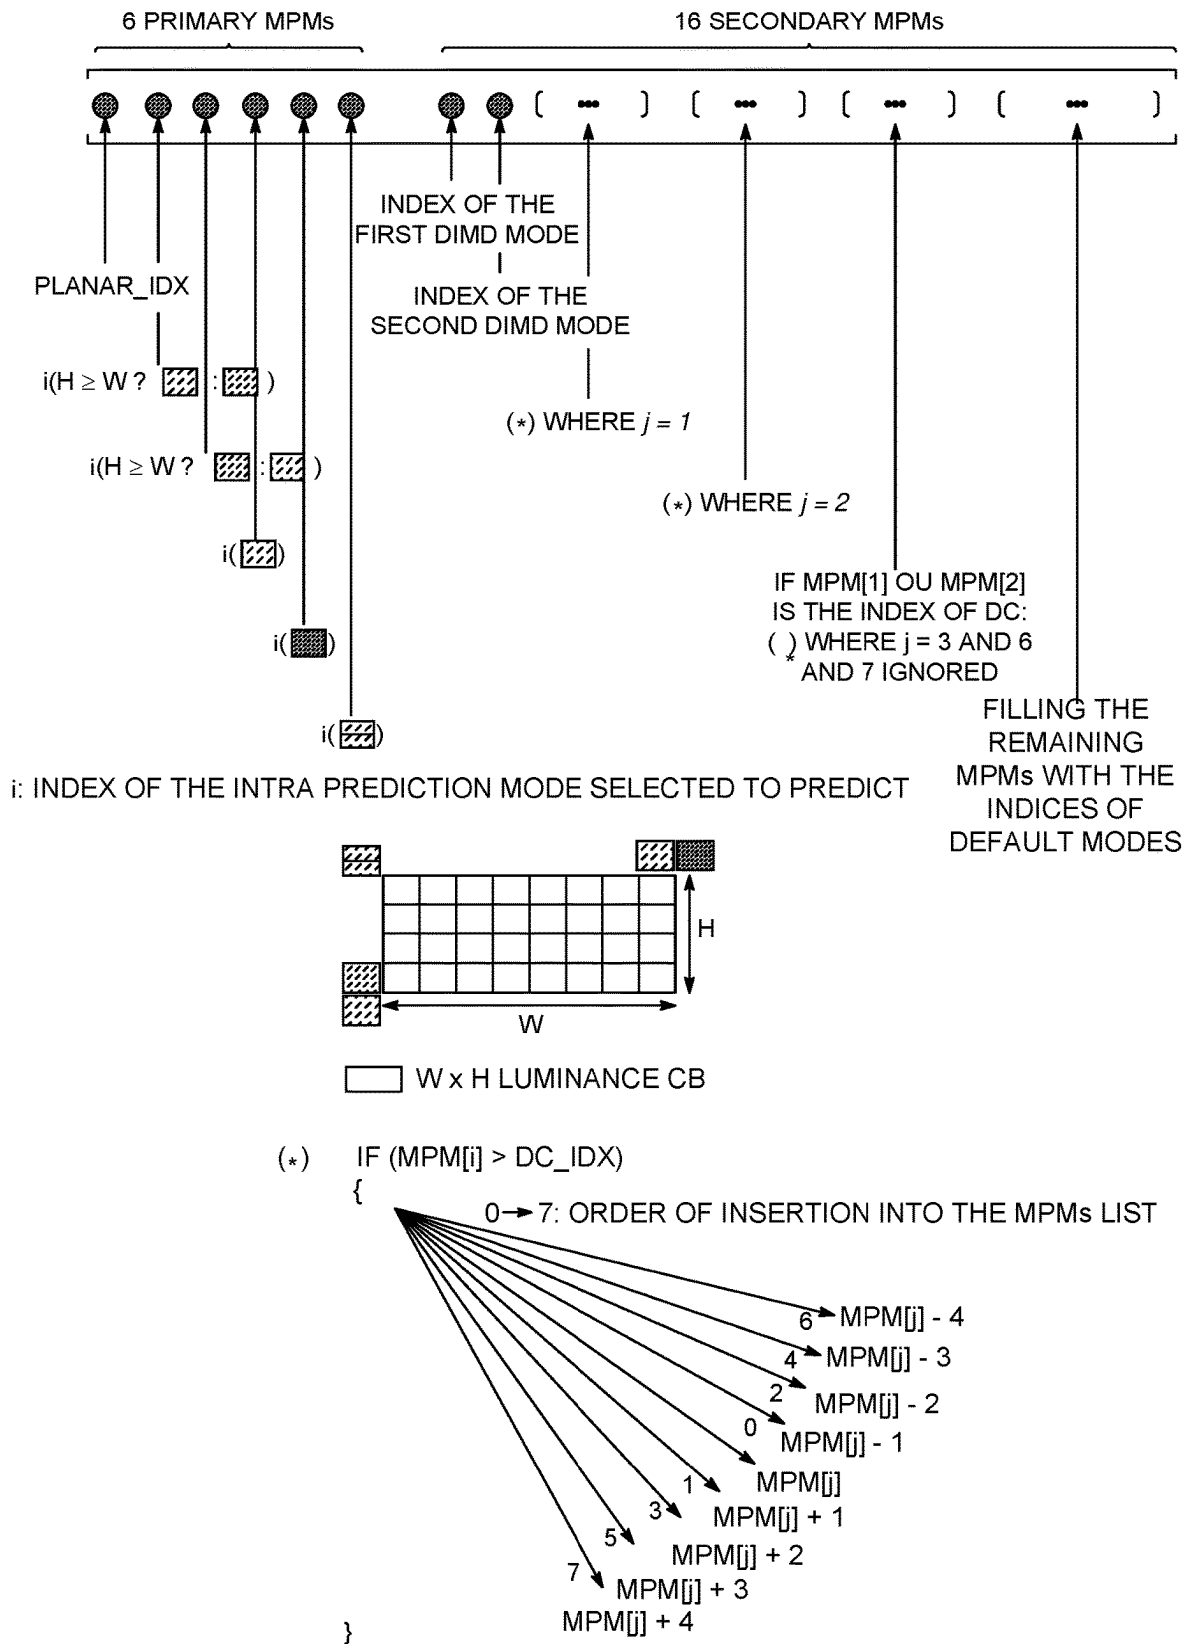 6 PRIMARY MPMs
16 SECONDARY MPMs
( ••• ) ( ••• ) ( ••• ) ( ••• )
INDEX OF THE
FIRST DIMD MODE
PLANAR_IDX
INDEX OF THE
SECOND DIMD MODE
i(H ≥ W ? : )
(*) WHERE j = 1
i(H ≥ W ? : )
(*) WHERE j = 2
i( )
IF MPM[1] OU MPM[2]
IS THE INDEX OF DC:
( ) WHERE j = 3 AND 6
* AND 7 IGNORED
i( )
FILLING THE
REMAINING
MPMs WITH THE
INDICES OF
DEFAULT MODES
i( )
i: INDEX OF THE INTRA PREDICTION MODE SELECTED TO PREDICT
H
W
W x H LUMINANCE CB
(*) IF (MPM[i] > DC_IDX)
{
0→7: ORDER OF INSERTION INTO THE MPMs LIST
6 MPM[j] - 4
4 MPM[j] - 3
2 MPM[j] - 2
0 MPM[j] - 1
MPM[j]
1 MPM[j] + 1
3 MPM[j] + 2
5 MPM[j] + 3
7 MPM[j] + 4
}